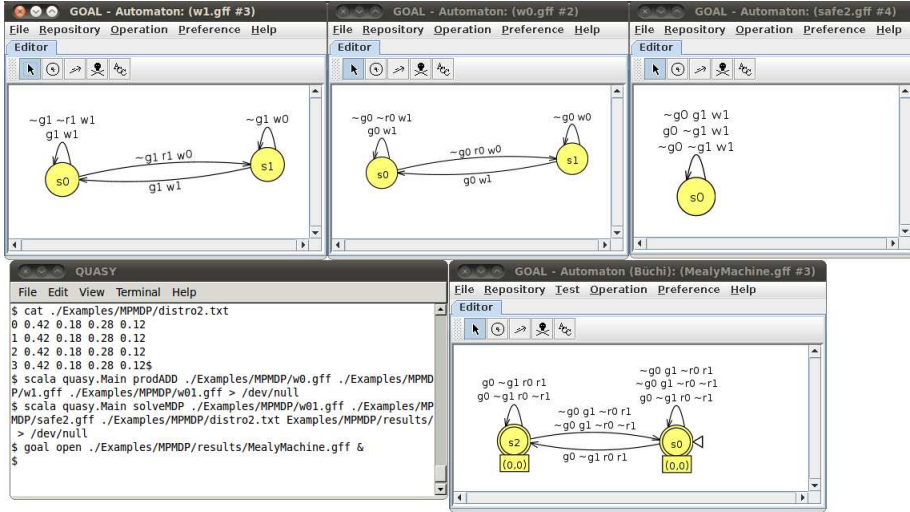 GOAL - Automaton: (w1.gff #3)
File Repository Operation Preference Help
Editor
~g1 ~r1 w1
g1 w1
~g1 w0
~g1 r1 w0
s0
s1
g1 w1
GOAL - Automaton: (w0.gff #2)
File Repository Operation Preference Help
Editor
~g0 ~r0 w1
g0 w1
~g0 w0
~g0 r0 w0
s0
s1
g0 w1
GOAL - Automaton: (safe2.gff #4)
File Repository Operation Preference Help
Editor
~g0 g1 w1
g0 ~g1 w1
~g0 ~g1 w1
s0
QUASY
File Edit View Terminal Help
$ cat ./Examples/MPMDP/distro2.txt
0 0.42 0.18 0.28 0.12
1 0.42 0.18 0.28 0.12
2 0.42 0.18 0.28 0.12
3 0.42 0.18 0.28 0.12$
$ scala quasy.Main prodADD ./Examples/MPMDP/w0.gff ./Examples/MPMD
P/w1.gff ./Examples/MPMDP/w01.gff > /dev/null
$ scala quasy.Main solveMDP ./Examples/MPMDP/w01.gff ./Examples/MP
MDP/safe2.gff ./Examples/MPMDP/distro2.txt Examples/MPMDP/results/
> /dev/null
$ goal open ./Examples/MPMDP/results/MealyMachine.gff &
$
GOAL - Automaton (Büchi): (MealyMachine.gff #3)
File Repository Test Operation Preference Help
Editor
g0 ~g1 r0 r1
g0 ~g1 r0 ~r1
~g0 g1 ~r0 r1
~g0 g1 ~r0 ~r1
g0 ~g1 r0 ~r1
~g0 g1 ~r0 r1
~g0 g1 ~r0 ~r1
s2
s0
g0 ~g1 r0 r1
(0,0)
(0,0)